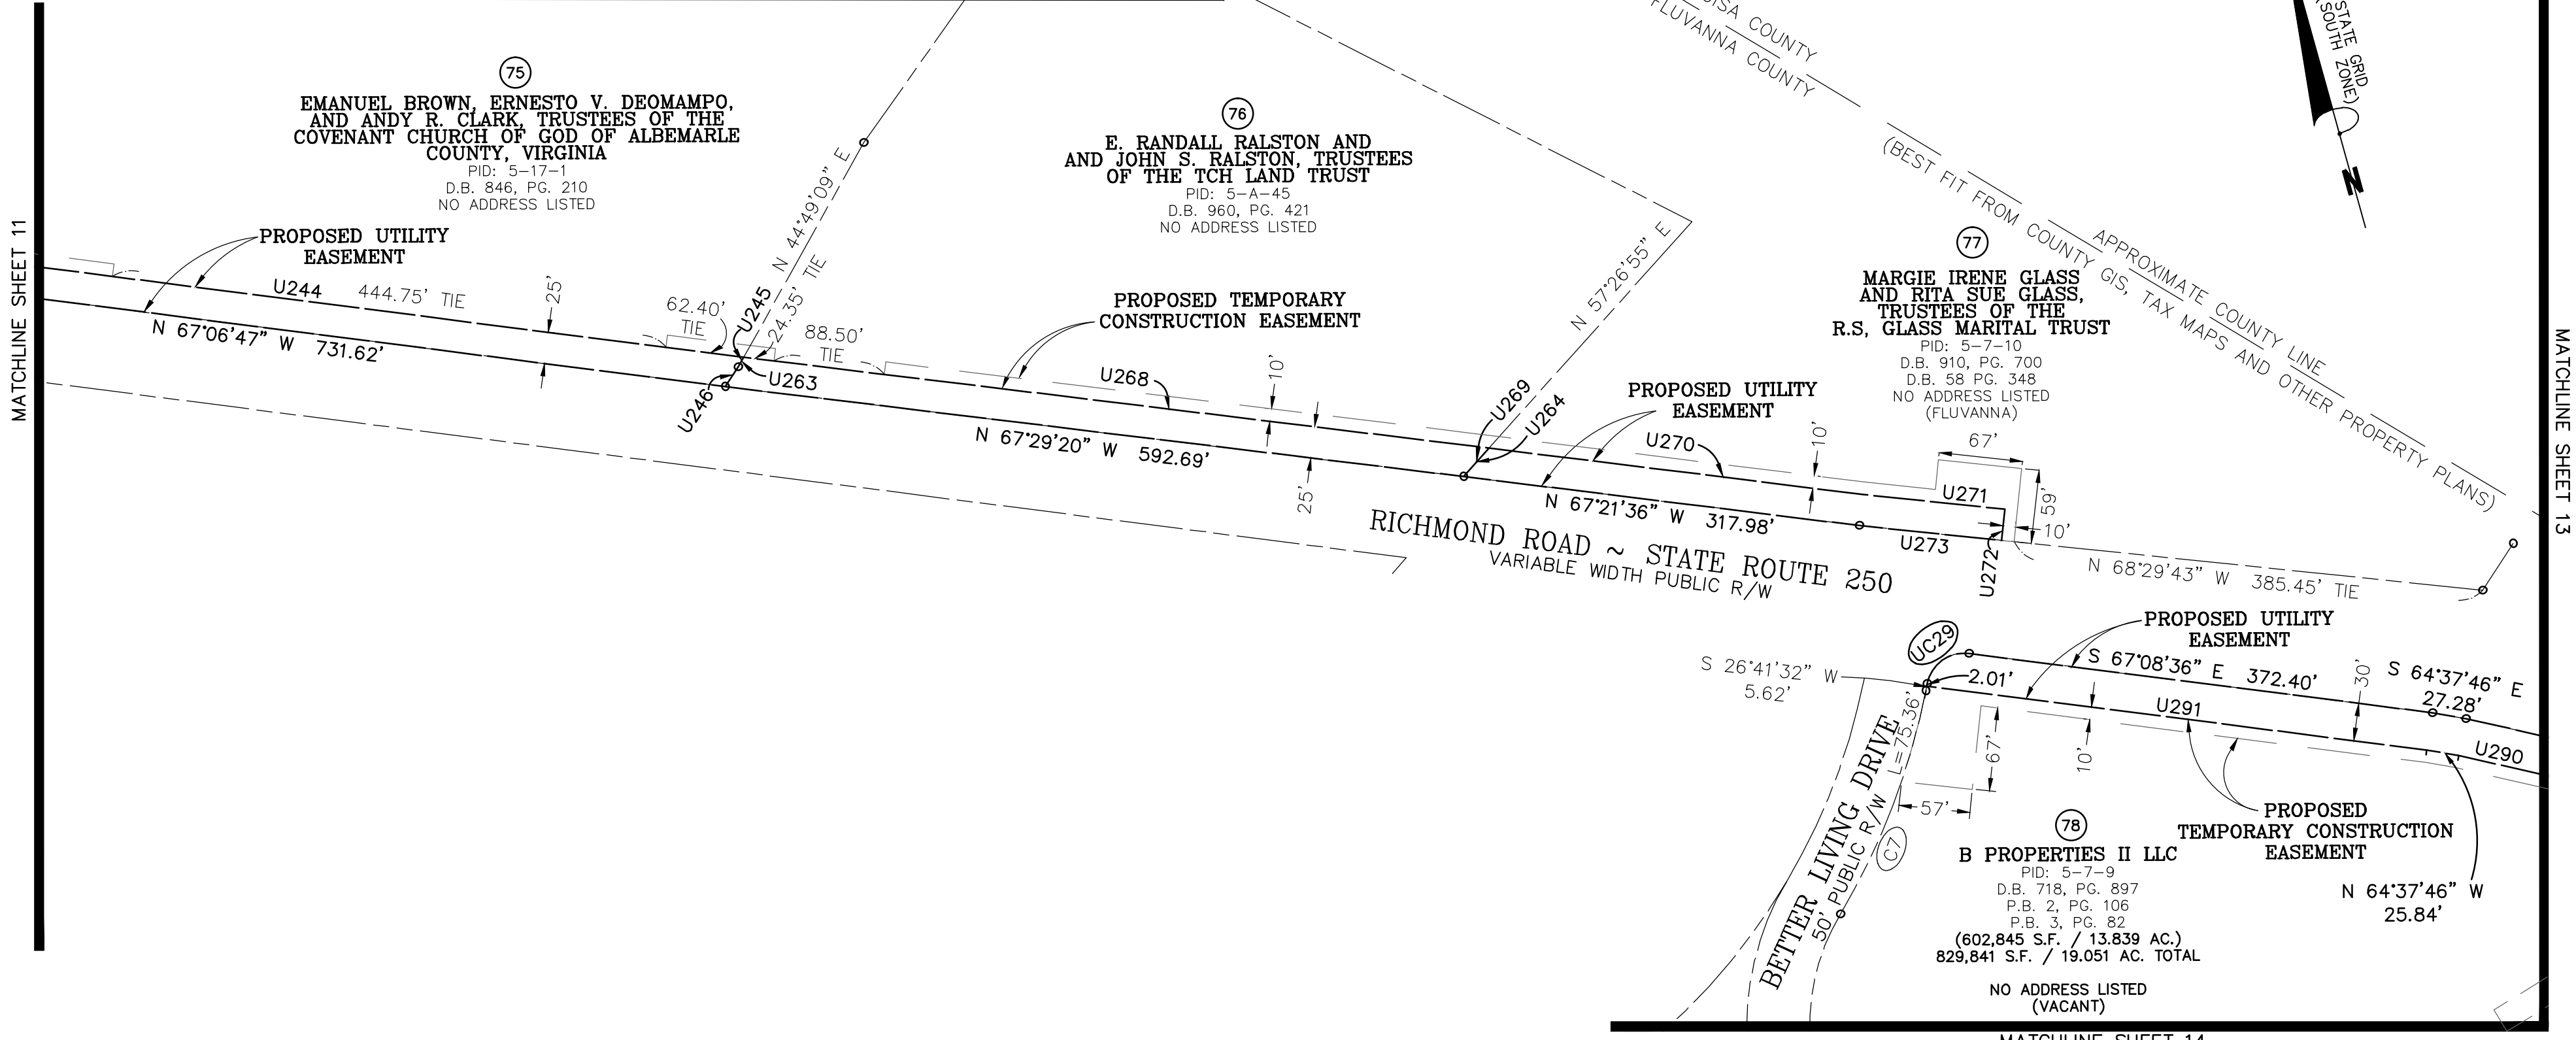 MATCHLINE SHEET 11
75
EMANUEL BROWN, ERNESTO V. DEOMAMPO,
AND ANDY R. CLARK, TRUSTEES OF THE
COVENANT CHURCH OF GOD OF ALBEMARLE
COUNTY, VIRGINIA
PID: 5-17-1
D.B. 846, PG. 210
NO ADDRESS LISTED
PROPOSED UTILITY
EASEMENT
U244
444.75' TIE
25'
N 67°06'47" W 731.62'
62.40'
TIE
U245
N 44°49'09" E
24.35' TIE
88.50'
TIE
U263
U246
76
E. RANDALL RALSTON AND
AND JOHN S. RALSTON, TRUSTEES
OF THE TCH LAND TRUST
PID: 5-A-45
D.B. 960, PG. 421
NO ADDRESS LISTED
PROPOSED TEMPORARY
CONSTRUCTION EASEMENT
U268
10'
N 67°29'20" W 592.69'
25'
U269
U264
N 57°26'55" E
COUNTY
FLUVANNA COUNTY
APPROXIMATE COUNTY LINE
(BEST FIT FROM COUNTY GIS, TAX MAPS AND OTHER PROPERTY PLANS)
STATE GRID
(SOUTH ZONE)
N
77
MARGIE IRENE GLASS
AND RITA SUE GLASS,
TRUSTEES OF THE
R.S, GLASS MARITAL TRUST
PID: 5-7-10
D.B. 910, PG. 700
D.B. 58 PG. 348
NO ADDRESS LISTED
(FLUVANNA)
PROPOSED UTILITY
EASEMENT
U270
10'
67'
U271
59'
10'
N 67°21'36" W 317.98'
U273
U272
N 68°29'43" W 385.45' TIE
RICHMOND ROAD ~ STATE ROUTE 250
VARIABLE WIDTH PUBLIC R/W
MATCHLINE SHEET 13
UC29
S 26°41'32" W
5.62'
2.01'
PROPOSED UTILITY
EASEMENT
S 67°08'36" E 372.40'
30'
S 64°37'46" E
27.28'
U291
U290
L=75.36'
67'
10'
57'
BETTER LIVING DRIVE
50' PUBLIC R/W
C7
PROPOSED
TEMPORARY CONSTRUCTION
EASEMENT
N 64°37'46" W
25.84'
78
B PROPERTIES II LLC
PID: 5-7-9
D.B. 718, PG. 897
P.B. 2, PG. 106
P.B. 3, PG. 82
(602,845 S.F. / 13.839 AC.)
829,841 S.F. / 19.051 AC. TOTAL
NO ADDRESS LISTED
(VACANT)
MATCHLINE SHEET 14